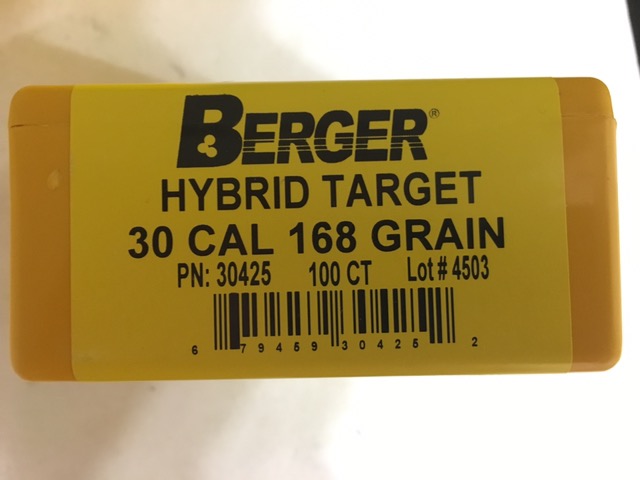 BERGER®
HYBRID TARGET
30 CAL 168 GRAIN
PN: 30425 100 CT Lot # 4503
6 79459 30425 2